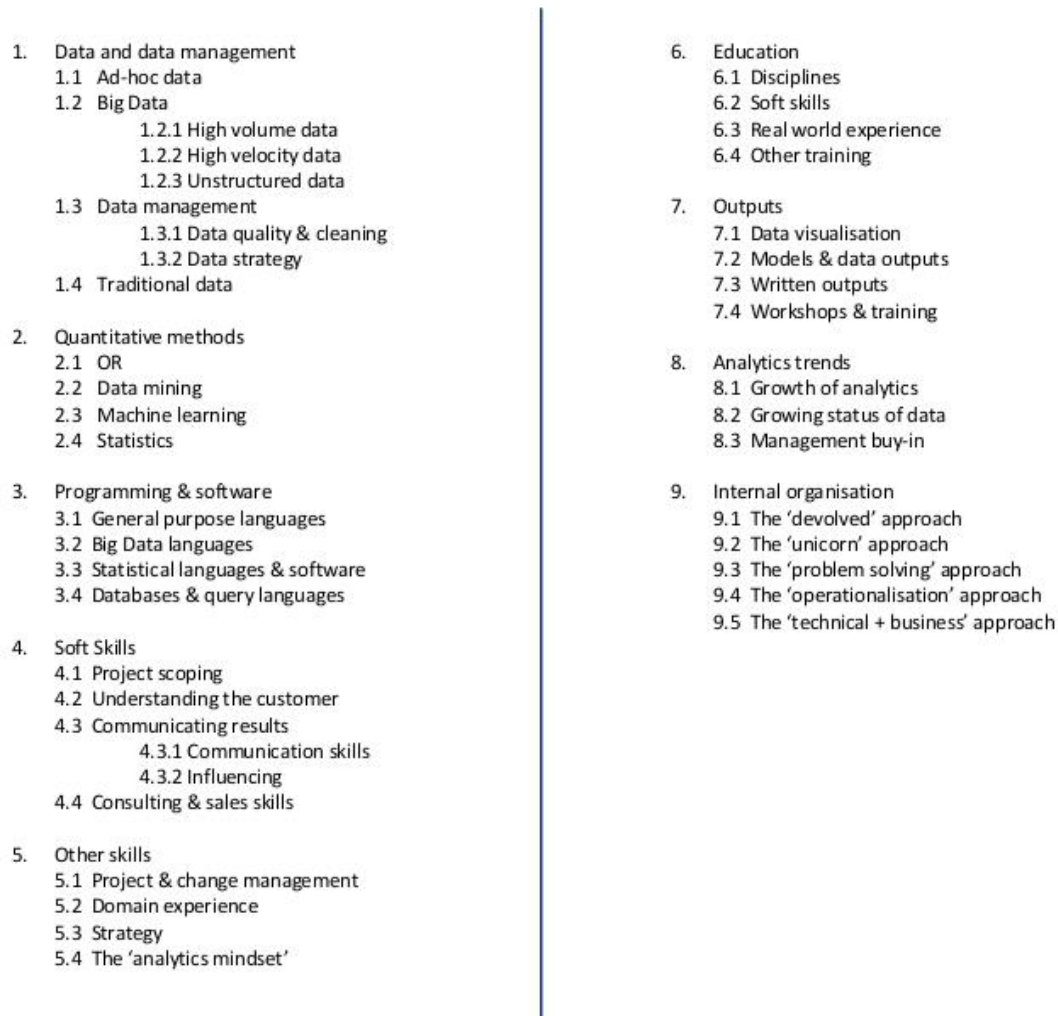 1. Data and data management
1.1 Ad-hoc data
1.2 Big Data
1.2.1 High volume data
1.2.2 High velocity data
1.2.3 Unstructured data
1.3 Data management
1.3.1 Data quality & cleaning
1.3.2 Data strategy
1.4 Traditional data
2. Quantitative methods
2.1 OR
2.2 Data mining
2.3 Machine learning
2.4 Statistics
3. Programming & software
3.1 General purpose languages
3.2 Big Data languages
3.3 Statistical languages & software
3.4 Databases & query languages
4. Soft Skills
4.1 Project scoping
4.2 Understanding the customer
4.3 Communicating results
4.3.1 Communication skills
4.3.2 Influencing
4.4 Consulting & sales skills
5. Other skills
5.1 Project & change management
5.2 Domain experience
5.3 Strategy
5.4 The ‘analytics mindset’
6. Education
6.1 Disciplines
6.2 Soft skills
6.3 Real world experience
6.4 Other training
7. Outputs
7.1 Data visualisation
7.2 Models & data outputs
7.3 Written outputs
7.4 Workshops & training
8. Analytics trends
8.1 Growth of analytics
8.2 Growing status of data
8.3 Management buy-in
9. Internal organisation
9.1 The ‘devolved’ approach
9.2 The ‘unicorn’ approach
9.3 The ‘problem solving’ approach
9.4 The ‘operationalisation’ approach
9.5 The ‘technical + business’ approach